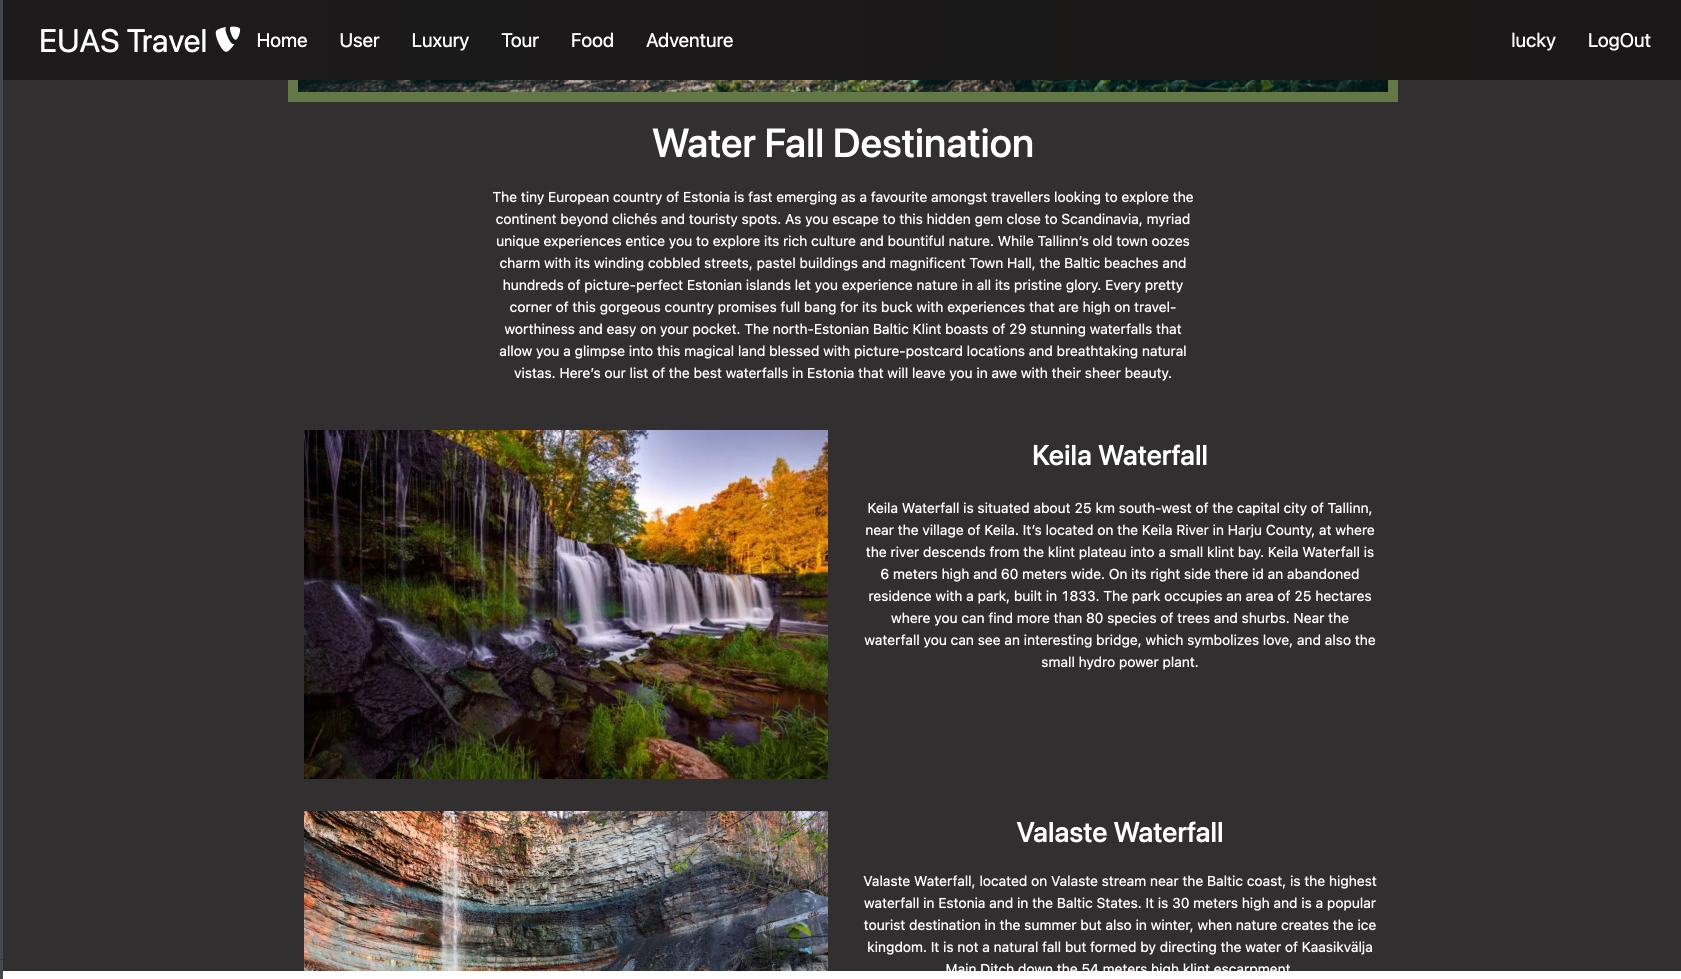 EUAS Travel Home User Luxury Tour Food Adventure lucky LogOut
Water Fall Destination
The tiny European country of Estonia is fast emerging as a favourite amongst travellers looking to explore the
continent beyond clichés and touristy spots. As you escape to this hidden gem close to Scandinavia, myriad
unique experiences entice you to explore its rich culture and bountiful nature. While Tallinn’s old town oozes
charm with its winding cobbled streets, pastel buildings and magnificent Town Hall, the Baltic beaches and
hundreds of picture-perfect Estonian islands let you experience nature in all its pristine glory. Every pretty
corner of this gorgeous country promises full bang for its buck with experiences that are high on travel-
worthiness and easy on your pocket. The north-Estonian Baltic Klint boasts of 29 stunning waterfalls that
allow you a glimpse into this magical land blessed with picture-postcard locations and breathtaking natural
vistas. Here’s our list of the best waterfalls in Estonia that will leave you in awe with their sheer beauty.
Keila Waterfall
Keila Waterfall is situated about 25 km south-west of the capital city of Tallinn,
near the village of Keila. It’s located on the Keila River in Harju County, at where
the river descends from the klint plateau into a small klint bay. Keila Waterfall is
6 meters high and 60 meters wide. On its right side there id an abandoned
residence with a park, built in 1833. The park occupies an area of 25 hectares
where you can find more than 80 species of trees and shurbs. Near the
waterfall you can see an interesting bridge, which symbolizes love, and also the
small hydro power plant.
Valaste Waterfall
Valaste Waterfall, located on Valaste stream near the Baltic coast, is the highest
waterfall in Estonia and in the Baltic States. It is 30 meters high and is a popular
tourist destination in the summer but also in winter, when nature creates the ice
kingdom. It is not a natural fall but formed by directing the water of Kaasikvälja
Main Ditch down the 54 meters high klint escarpment.